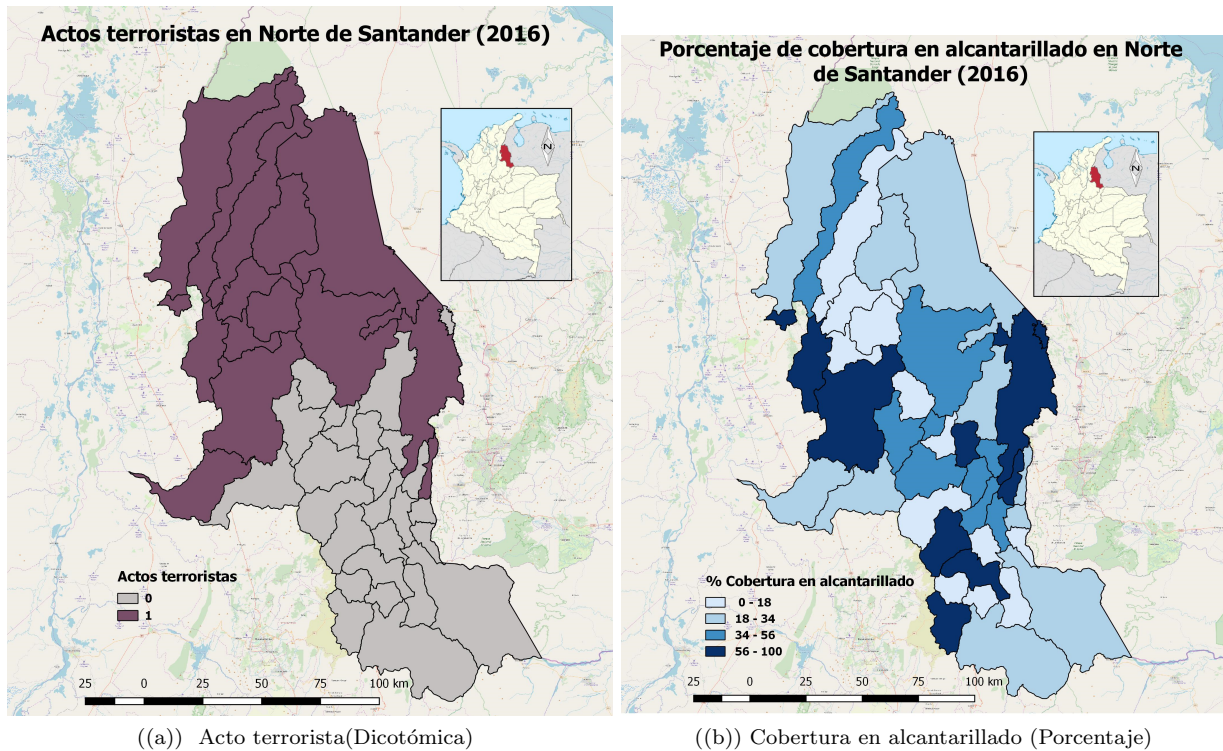 Actos terroristas en Norte de Santander (2016)
N
Actos terroristas
0
1
25 0 25 50 75 100 km
((a)) Acto terrorista(Dicotómica)
Porcentaje de cobertura en alcantarillado en Norte
de Santander (2016)
N
% Cobertura en alcantarillado
0 - 18
18 - 34
34 - 56
56 - 100
25 0 25 50 75 100 km
((b)) Cobertura en alcantarillado (Porcentaje)